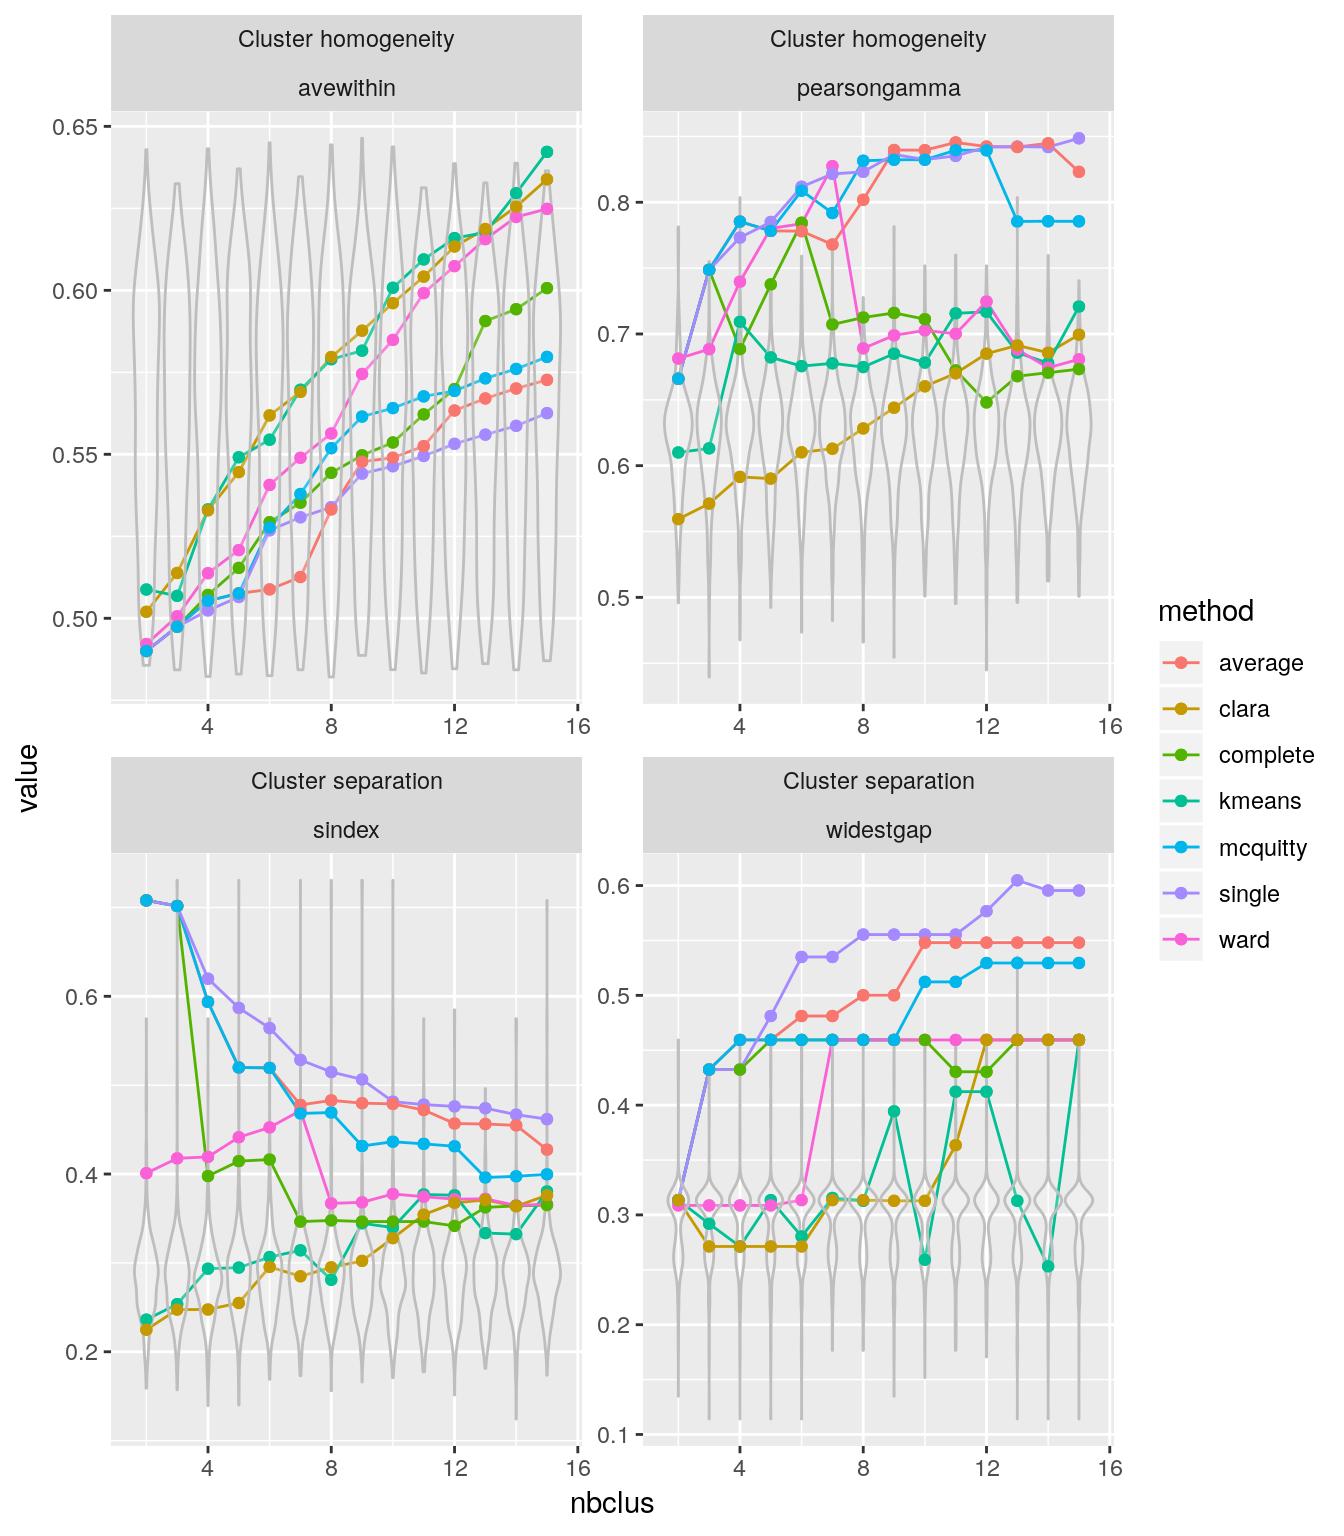 Cluster homogeneity
avewithin
Cluster homogeneity
pearsongamma
0.65
0.60
0.55
0.50
0.8
0.7
0.6
0.5
4 8 12 16
4 8 12 16
value
Cluster separation
sindex
Cluster separation
widestgap
0.6
0.4
0.2
0.6
0.5
0.4
0.3
0.2
0.1
4 8 12 16
4 8 12 16
nbclus
method
average
clara
complete
kmeans
mcquitty
single
ward